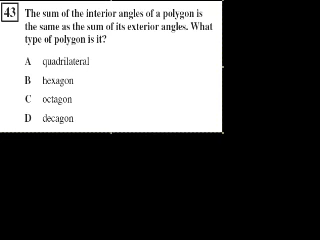 43 The sum of the interior angles of a polygon is
the same as the sum of its exterior angles. What
type of polygon is it?
A quadrilateral
B hexagon
C octagon
D decagon